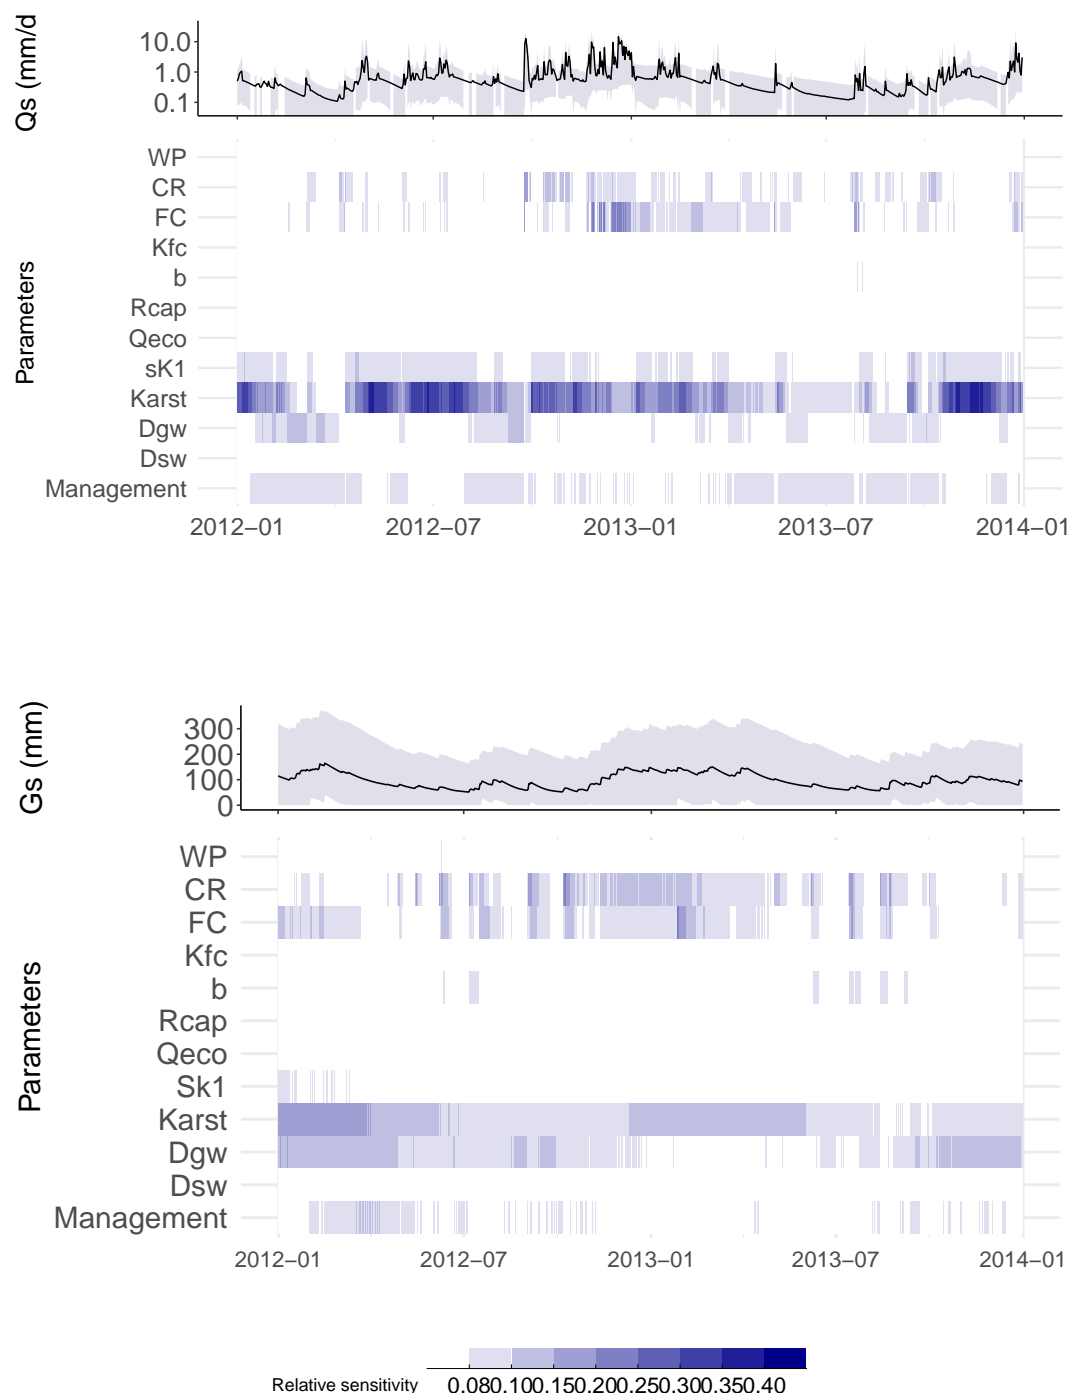 Qs (mm/d
10.0
1.0
0.1
Parameters
WP
CR
FC
Kfc
b
Rcap
Qeco
sK1
Karst
Dgw
Dsw
Management
2012–01 2012–07 2013–01 2013–07 2014–01
Gs (mm)
300
200
100
0
Parameters
WP
CR
FC
Kfc
b
Rcap
Qeco
Sk1
Karst
Dgw
Dsw
Management
2012–01 2012–07 2013–01 2013–07 2014–01
Relative sensitivity 0.080.100.150.200.250.300.350.40